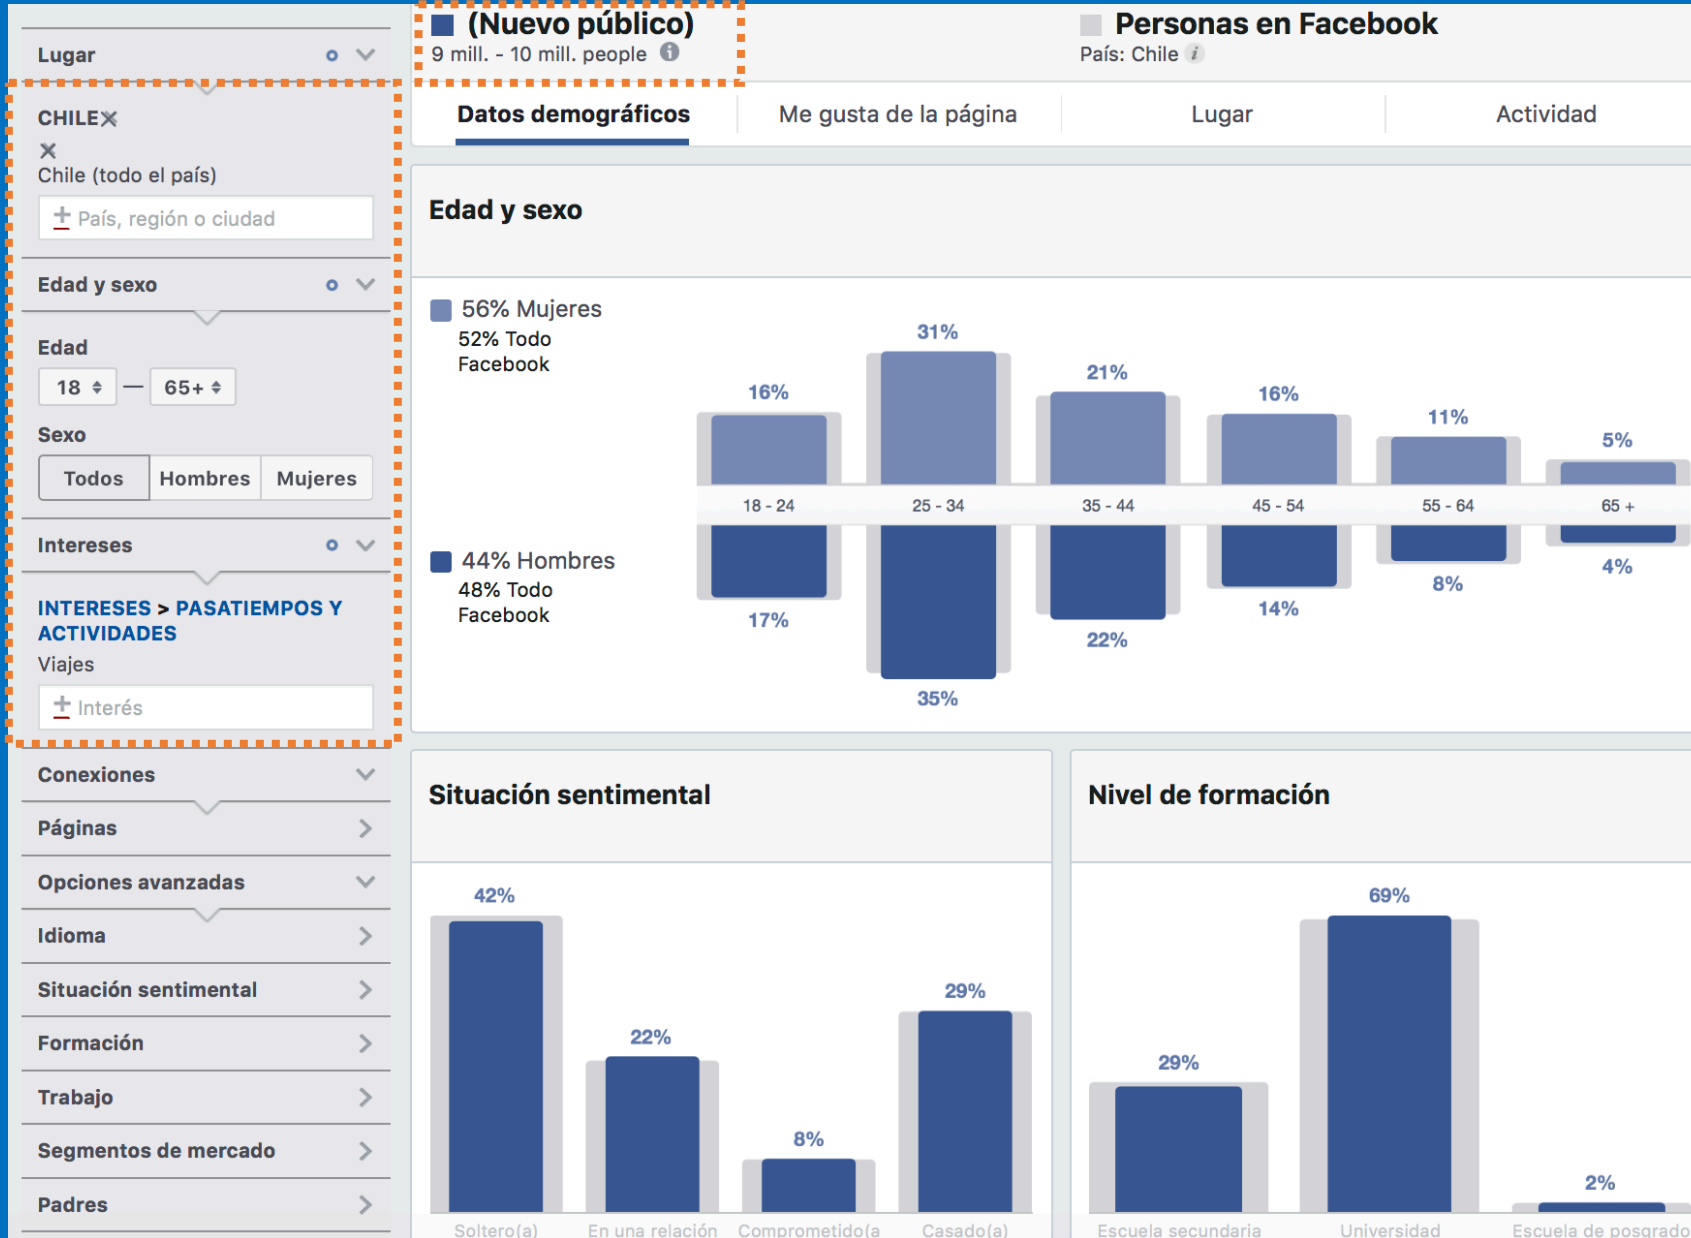 Lugar
CHILE
Chile (todo el país)
País, región o ciudad
Edad y sexo
Edad
18 — 65+
Sexo
Todos Hombres Mujeres
Intereses
INTERESES > PASATIEMPOS Y
ACTIVIDADES
Viajes
Interés
Conexiones
Páginas
Opciones avanzadas
Idioma
Situación sentimental
Formación
Trabajo
Segmentos de mercado
Padres
(Nuevo público)
9 mill. - 10 mill. people
Personas en Facebook
País: Chile
Datos demográficos Me gusta de la página Lugar Actividad
Edad y sexo
56% Mujeres
52% Todo
Facebook
16% 31% 21% 16% 11% 5%
18 - 24 25 - 34 35 - 44 45 - 54 55 - 64 65 +
44% Hombres
48% Todo
Facebook
17% 35% 22% 14% 8% 4%
Situación sentimental
42% 22% 8% 29%
Soltero(a) En una relación Comprometido(a Casado(a)
Nivel de formación
29% 69% 2%
Escuela secundaria Universidad Escuela de posgrado